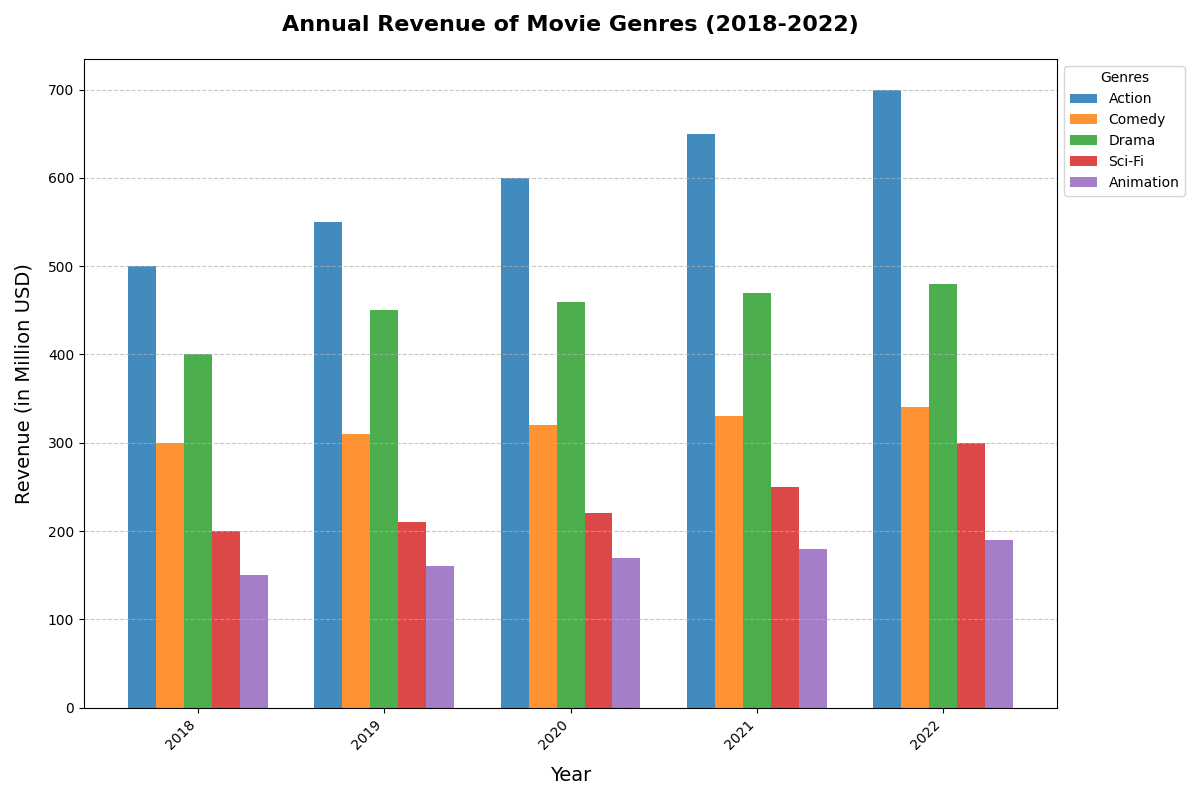 Annual Revenue of Movie Genres (2018-2022)
Genres
Action
Comedy
Drama
Sci-Fi
Animation
Revenue (in Million USD)
700
600
500
400
300
200
100
0
2018
2019
2020
2021
2022
Year